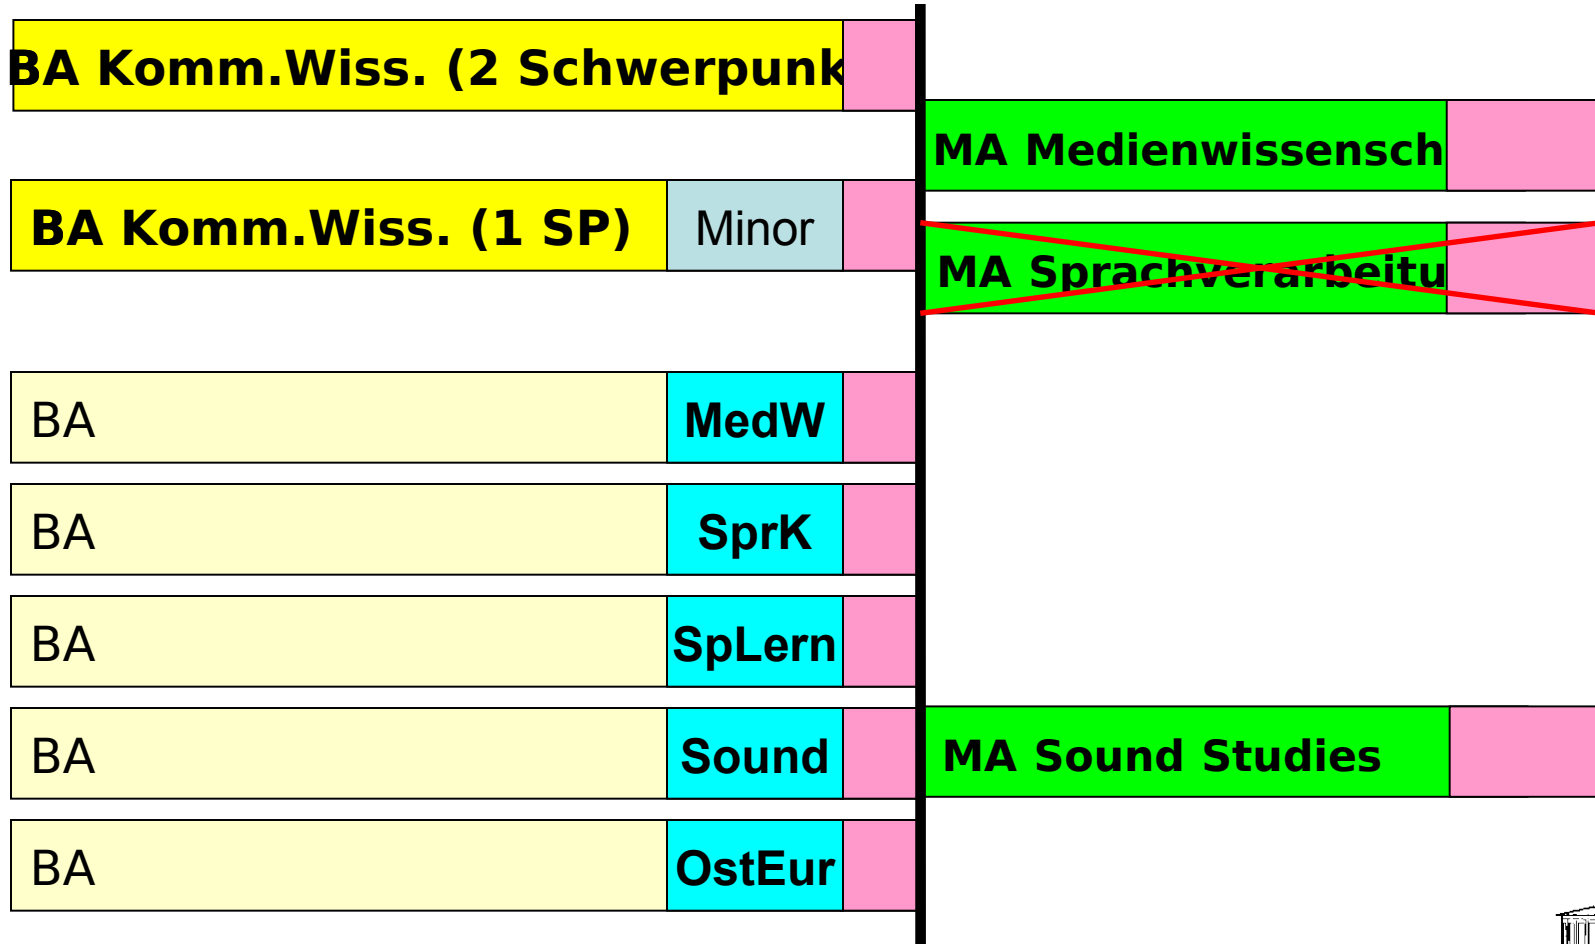 BA Komm.Wiss. (2 Schwerpunk
MA Medienwissensch
BA Komm.Wiss. (1 SP) Minor
MA Sprachverarbeitu
BA MedW
BA SprK
BA SpLern
BA Sound
MA Sound Studies
BA OstEur